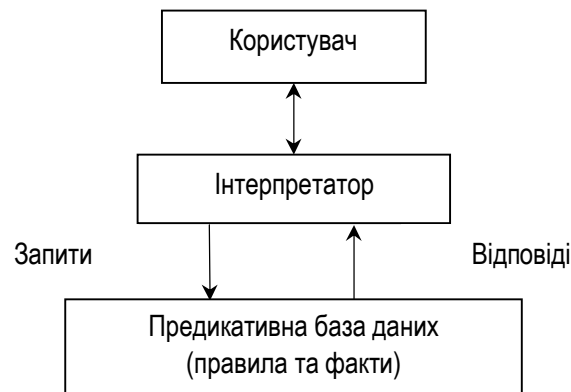 Користувач
Інтерпретатор
Запити
Відповіді
Предикативна база даних
(правила та факти)